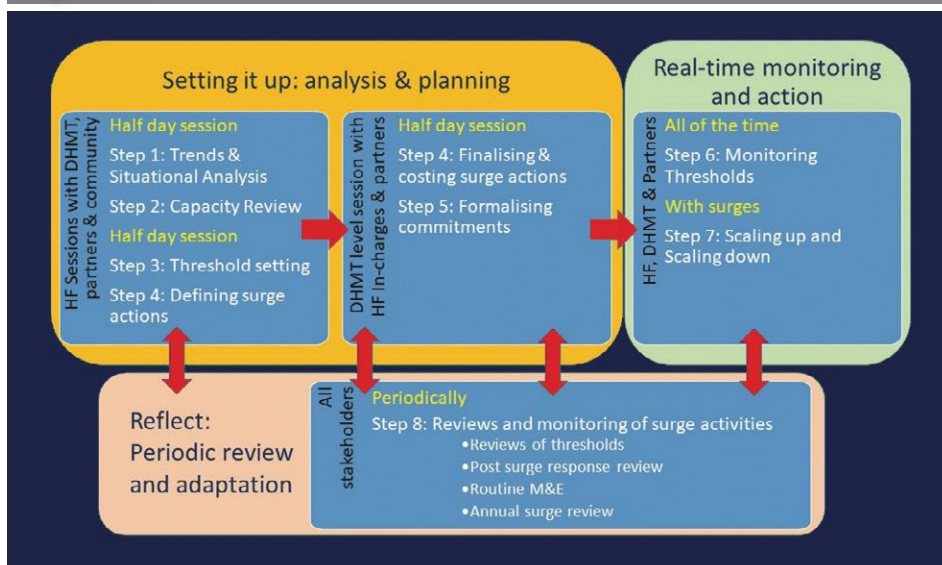 Setting it up: analysis & planning
HF Sessions with DHMT,
partners & community
Half day session
Step 1: Trends &
Situational Analysis
Step 2: Capacity Review
Half day session
Step 3: Threshold setting
Step 4: Defining surge
actions
DHMT level session with
HF In-charges & partners
Half day session
Step 4: Finalising &
costing surge actions
Step 5: Formalising
commitments
Real-time monitoring
and action
HF, DHMT & Partners
All of the time
Step 6: Monitoring
Thresholds
With surges
Step 7: Scaling up and
Scaling down
Reflect:
Periodic review
and adaptation
All
stakeholders
Periodically
Step 8: Reviews and monitoring of surge activities
•Reviews of thresholds
•Post surge response review
•Routine M&E
•Annual surge review